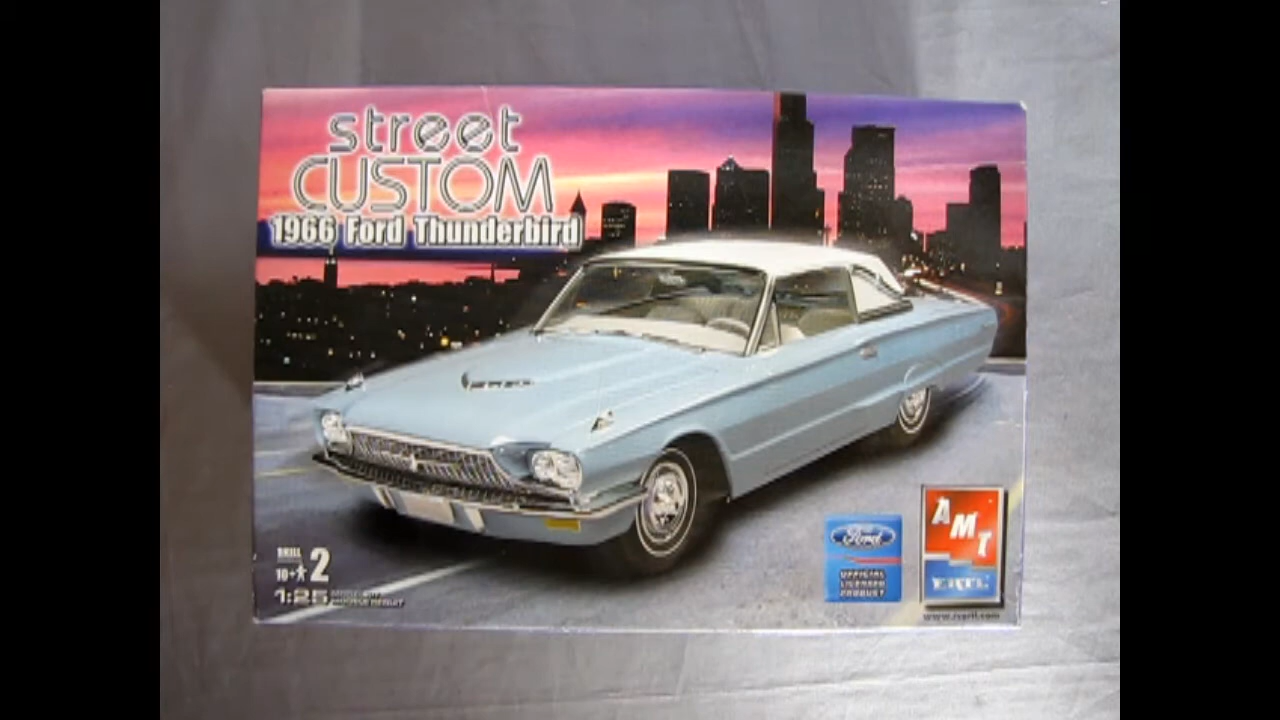 street
CUSTOM
1966 Ford Thunderbird
SKILL
10+ 2
1:25
Ford
OFFICIAL
LICENSED
PRODUCT
AMT
ERTL